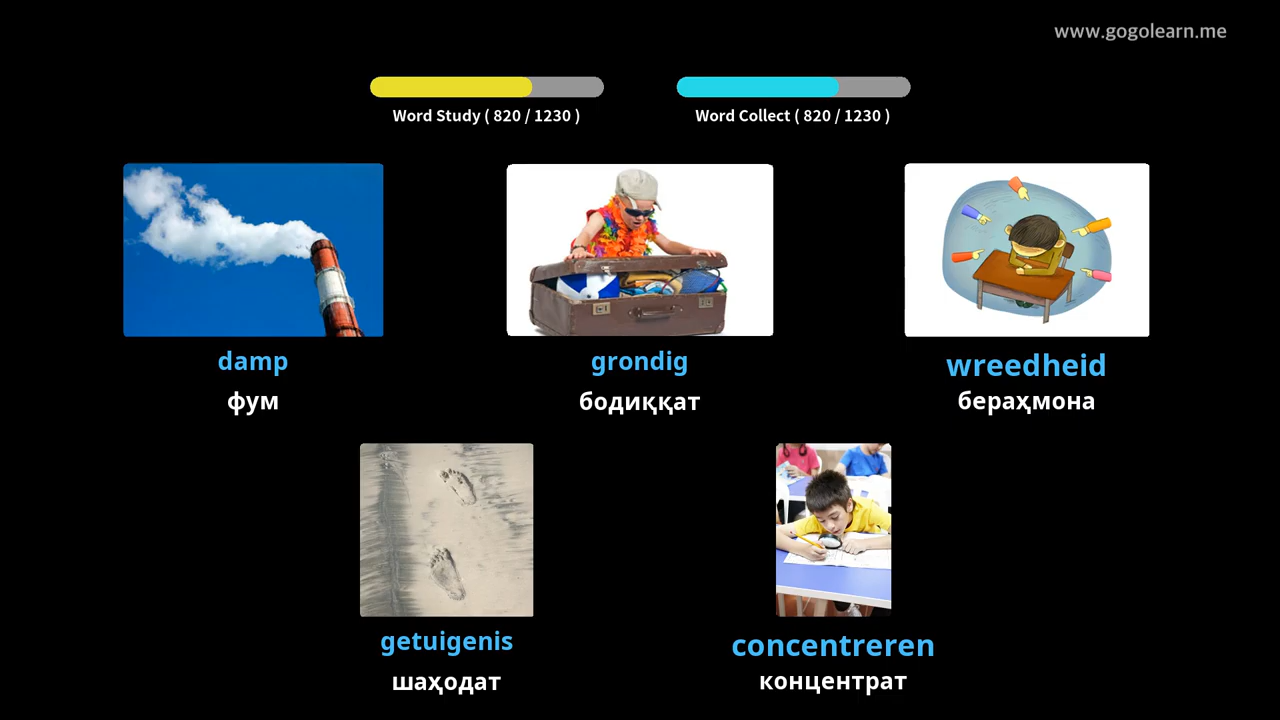 www.gogolearn.me
Word Study ( 820 / 1230 )
Word Collect ( 820 / 1230 )
damp
фум
grondig
бодиққат
wreedheid
бераҳмона
getuigenis
шаҳодат
concentreren
концентрат